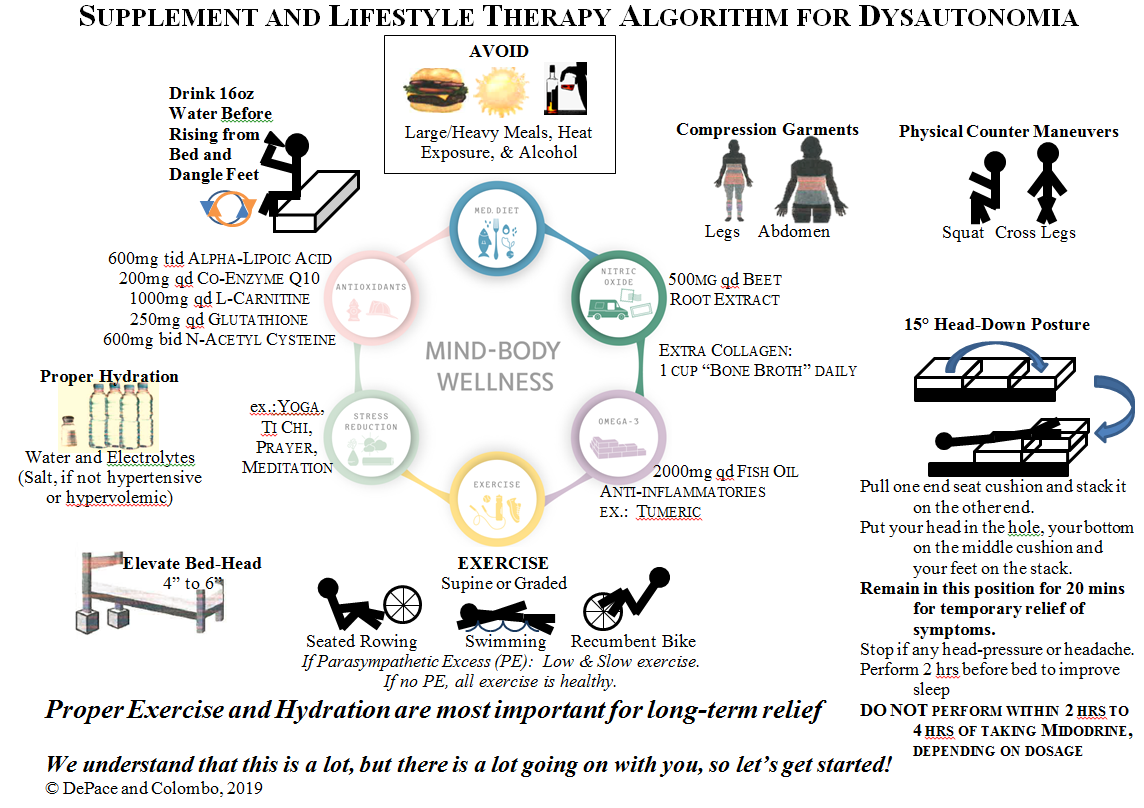 SUPPLEMENT AND LIFESTYLE THERAPY ALGORITHM FOR DYSAUTONOMIA
AVOID
Large/Heavy Meals, Heat
Exposure, & Alcohol
Drink 16oz
Water Before
Rising from
Bed and
Dangle Feet
Compression Garments
Legs Abdomen
Physical Counter Maneuvers
Squat Cross Legs
MED. DIET
NITRIC
OXIDE
500MG qd BEET
ROOT EXTRACT
EXTRA COLLAGEN:
1 CUP “BONE BROTH” DAILY
OMEGA-3
2000mg qd FISH OIL
ANTI-INFLAMMATORIES
EX.: TUMERIC
EXERCISE
STRESS
REDUCTION
ex.: YOGA,
TI CHI,
PRAYER,
MEDITATION
ANTIOXIDANTS
600mg tid ALPHA-LIPOIC ACID
200mg qd CO-ENZYME Q10
1000mg qd L-CARNITINE
250mg qd GLUTATHIONE
600mg bid N-ACETYL CYSTEINE
MIND-BODY
WELLNESS
Proper Hydration
Water and Electrolytes
(Salt, if not hypertensive
or hypervolemic)
Elevate Bed-Head
4” to 6”
EXERCISE
Supine or Graded
Seated Rowing Swimming Recumbent Bike
If Parasympathetic Excess (PE): Low & Slow exercise.
If no PE, all exercise is healthy.
15° Head-Down Posture
Pull one end seat cushion and stack it
on the other end.
Put your head in the hole, your bottom
on the middle cushion and
your feet on the stack.
Remain in this position for 20 mins
for temporary relief of
symptoms.
Stop if any head-pressure or headache.
Perform 2 hrs before bed to improve
sleep
DO NOT PERFORM WITHIN 2 HRS TO
4 HRS OF TAKING MIDODRINE,
DEPENDING ON DOSAGE
Proper Exercise and Hydration are most important for long-term relief
We understand that this is a lot, but there is a lot going on with you, so let’s get started!
© DePace and Colombo, 2019